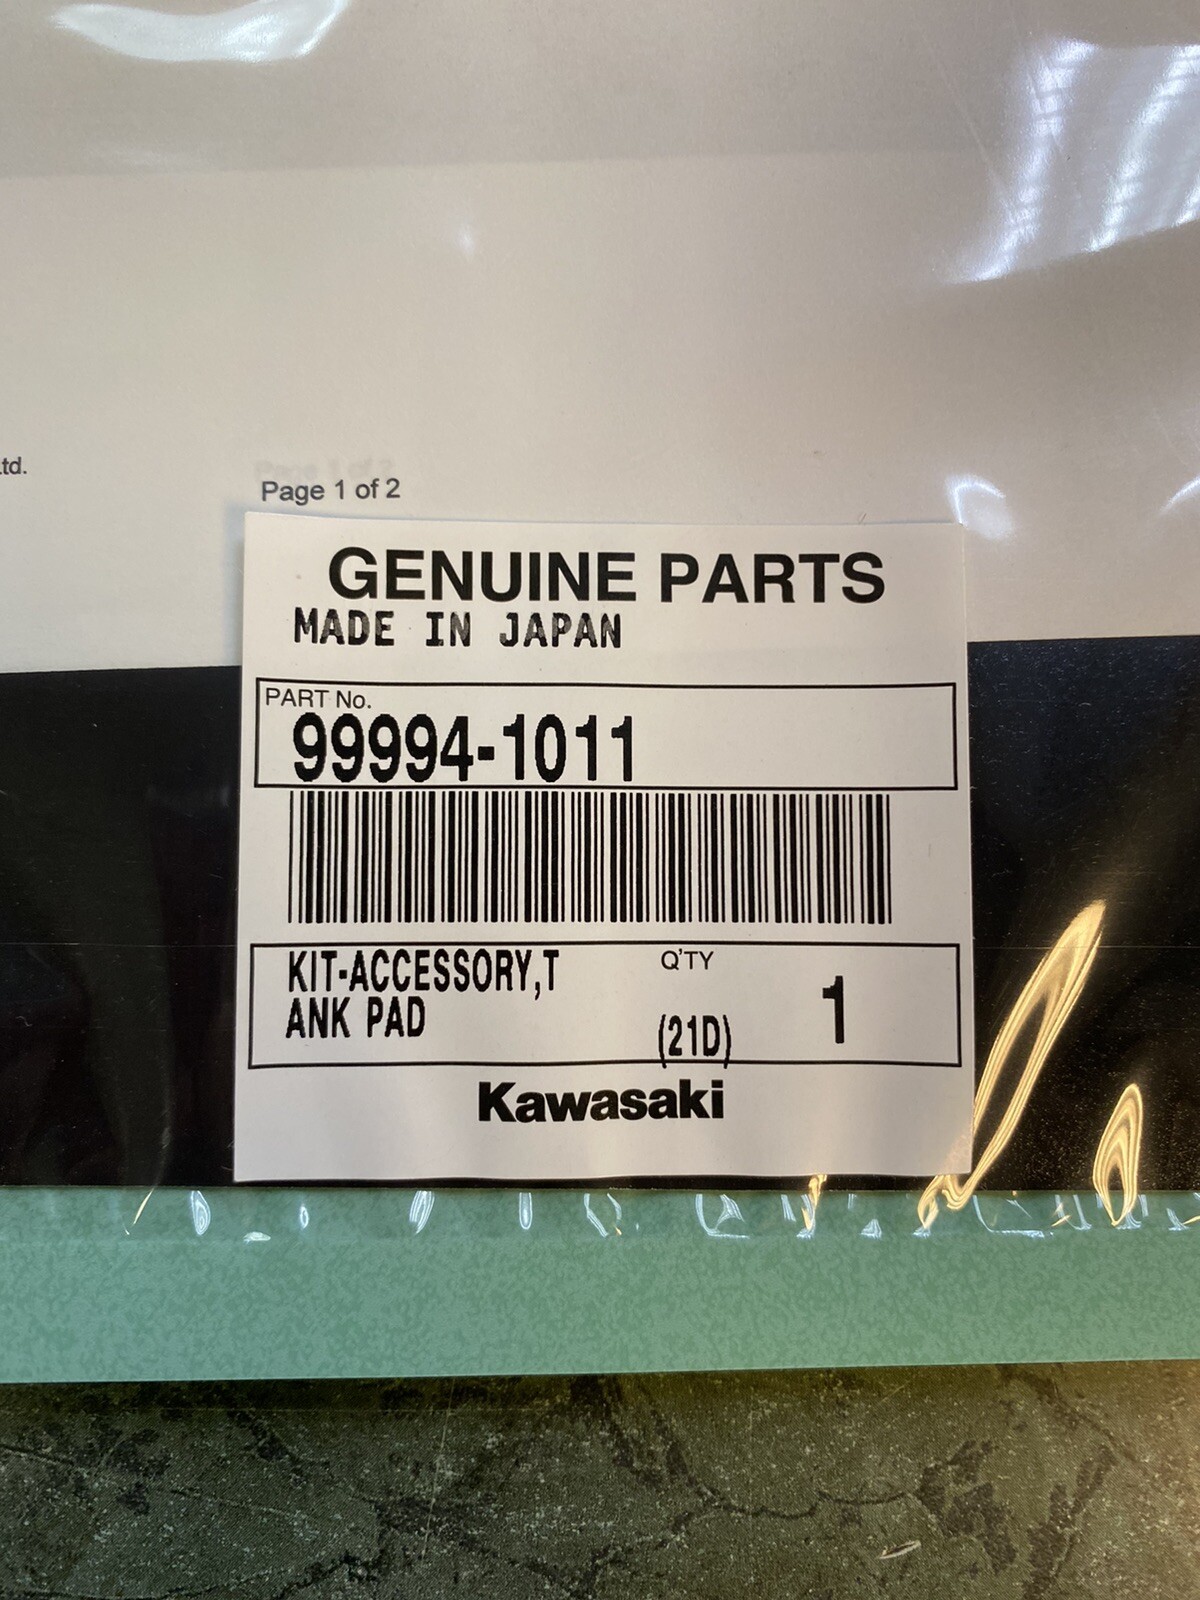 td.
Page 1 of 2
GENUINE PARTS
MADE IN JAPAN
PART No.
99994-1011
KIT-ACCESSORY,T
ANK PAD
Q'TY
(21D)
1
Kawasaki